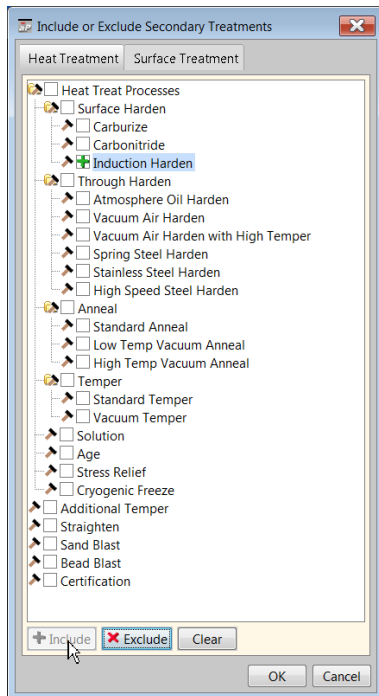 Include or Exclude Secondary Treatments
Heat Treatment Surface Treatment
Heat Treat Processes
Surface Harden
Carburize
Carbonitride
Induction Harden
Through Harden
Atmosphere Oil Harden
Vacuum Air Harden
Vacuum Air Harden with High Temper
Spring Steel Harden
Stainless Steel Harden
High Speed Steel Harden
Anneal
Standard Anneal
Low Temp Vacuum Anneal
High Temp Vacuum Anneal
Temper
Standard Temper
Vacuum Temper
Solution
Age
Stress Relief
Cryogenic Freeze
Additional Temper
Straighten
Sand Blast
Bead Blast
Certification
Include Exclude Clear
OK Cancel